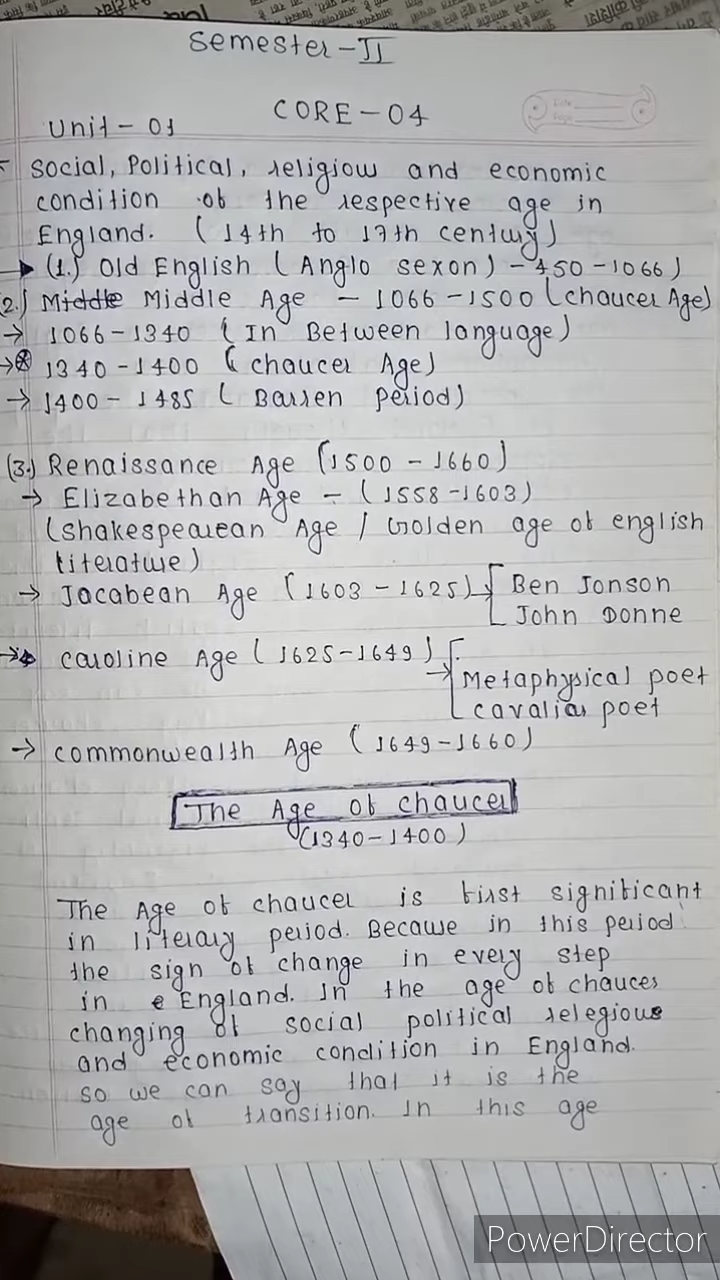 Semester-II
CORE-04
Unit-01
Social, Political, religiow and economic
condition of the respective age in
England. (14th to 17th century)
→ (1.) Old English (Anglo sexon) - 450-1066)
(2.) Middle Middle Age - 1066-1500 (chaucer Age)
→ 1066-1340 (In Between language)
→ 1340-1400 (chaucer Age)
→ 1400-1485 (Barren period)
(3.) Renaissance Age (1500-1660)
→ Elizabethan Age - (1558-1603)
(shakespearean Age / Golden age of english
literature)
→ Jacabean Age (1603-1625) → Ben Jonson
John Donne
→ caroline Age (1625-1649)
→ Metaphysical poet
cavaliar poet
→ commonwealth Age (1649-1660)
The Age of chaucer
(1340-1400)
The Age of chaucer is first significant
in literary period. Because in this period
the sign of change in every step
in e England. In the age of chaucer
changing of social political relegious
and economic condition in England.
so we can say that it is the
age of transition. In this age
PowerDirector